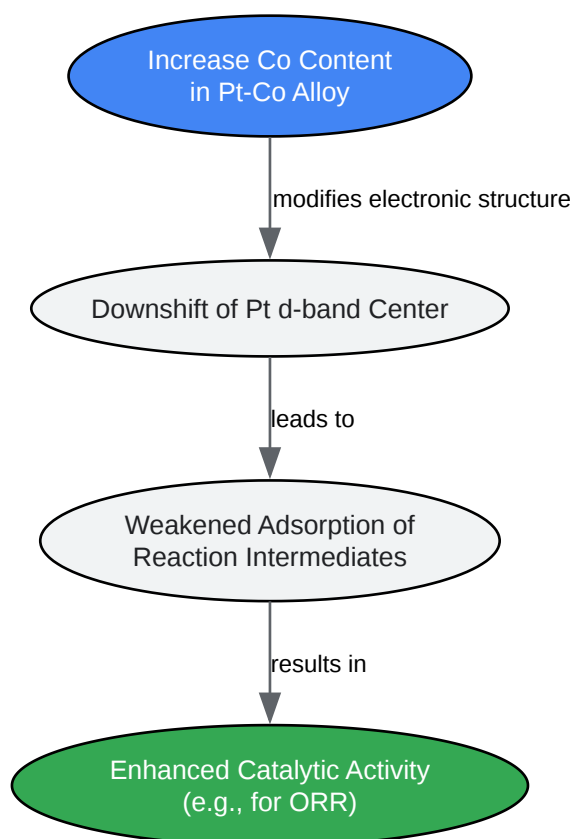 Increase Co Content
in Pt-Co Alloy
modifies electronic structure
Downshift of Pt d-band Center
leads to
Weakened Adsorption of
Reaction Intermediates
results in
Enhanced Catalytic Activity
(e.g., for ORR)